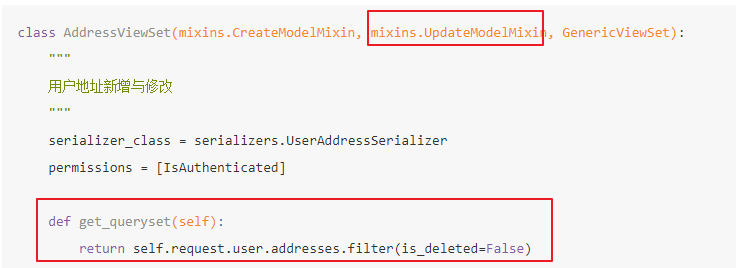 class AddressViewSet(mixins.CreateModelMixin, mixins.UpdateModelMixin, GenericViewSet):
"""
用户地址新增与修改
"""
serializer_class = serializers.UserAddressSerializer
permissions = [IsAuthenticated]
def get_queryset(self):
return self.request.user.addresses.filter(is_deleted=False)